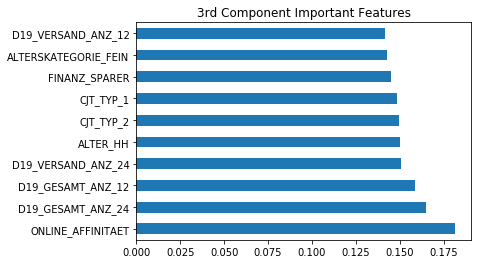 3rd Component Important Features
D19_VERSAND_ANZ_12
ALTERSKATEGORIE_FEIN
FINANZ_SPARER
CJT_TYP_1
CJT_TYP_2
ALTER_HH
D19_VERSAND_ANZ_24
D19_GESAMT_ANZ_12
D19_GESAMT_ANZ_24
ONLINE_AFFINITAET
0.000 0.025 0.050 0.075 0.100 0.125 0.150 0.175